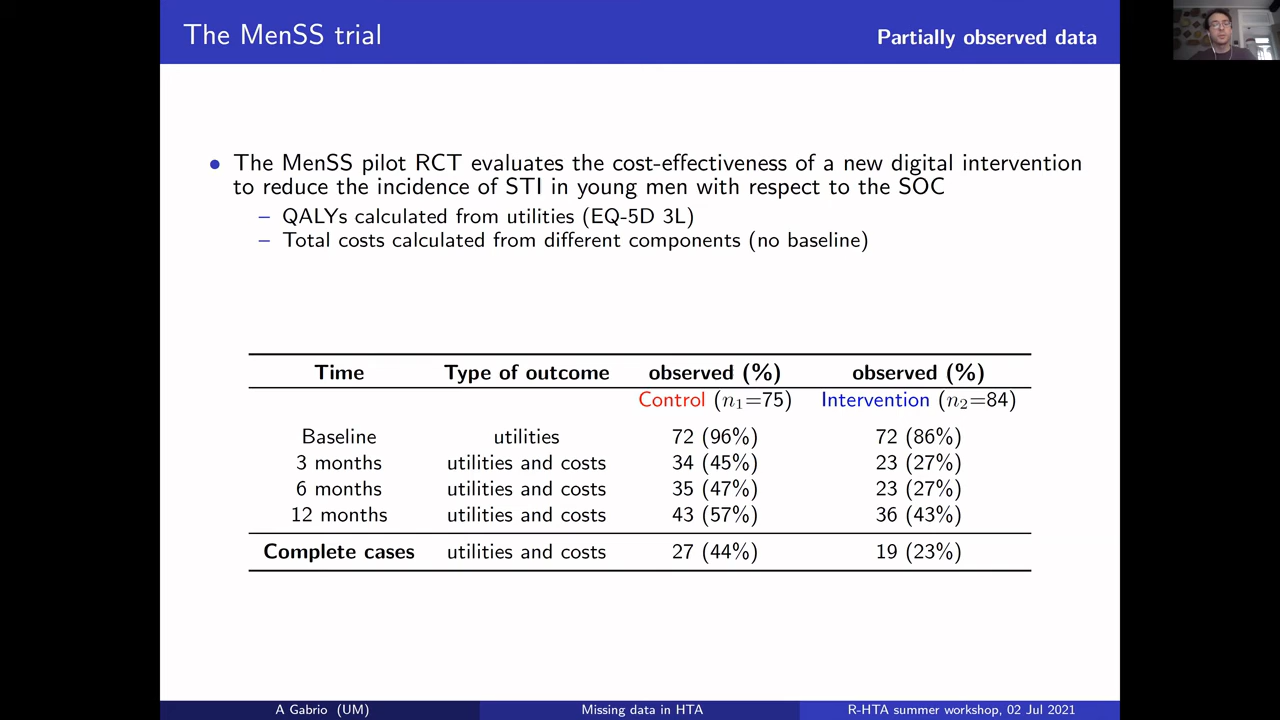 The MenSS trial
Partially observed data
• The MenSS pilot RCT evaluates the cost-effectiveness of a new digital intervention
to reduce the incidence of STI in young men with respect to the SOC
– QALYs calculated from utilities (EQ-5D 3L)
– Total costs calculated from different components (no baseline)
Time Type of outcome observed (%) observed (%)
Control (n1=75) Intervention (n2=84)
Baseline utilities 72 (96%) 72 (86%)
3 months utilities and costs 34 (45%) 23 (27%)
6 months utilities and costs 35 (47%) 23 (27%)
12 months utilities and costs 43 (57%) 36 (43%)
Complete cases utilities and costs 27 (44%) 19 (23%)
A Gabrio (UM) Missing data in HTA R-HTA summer workshop, 02 Jul 2021